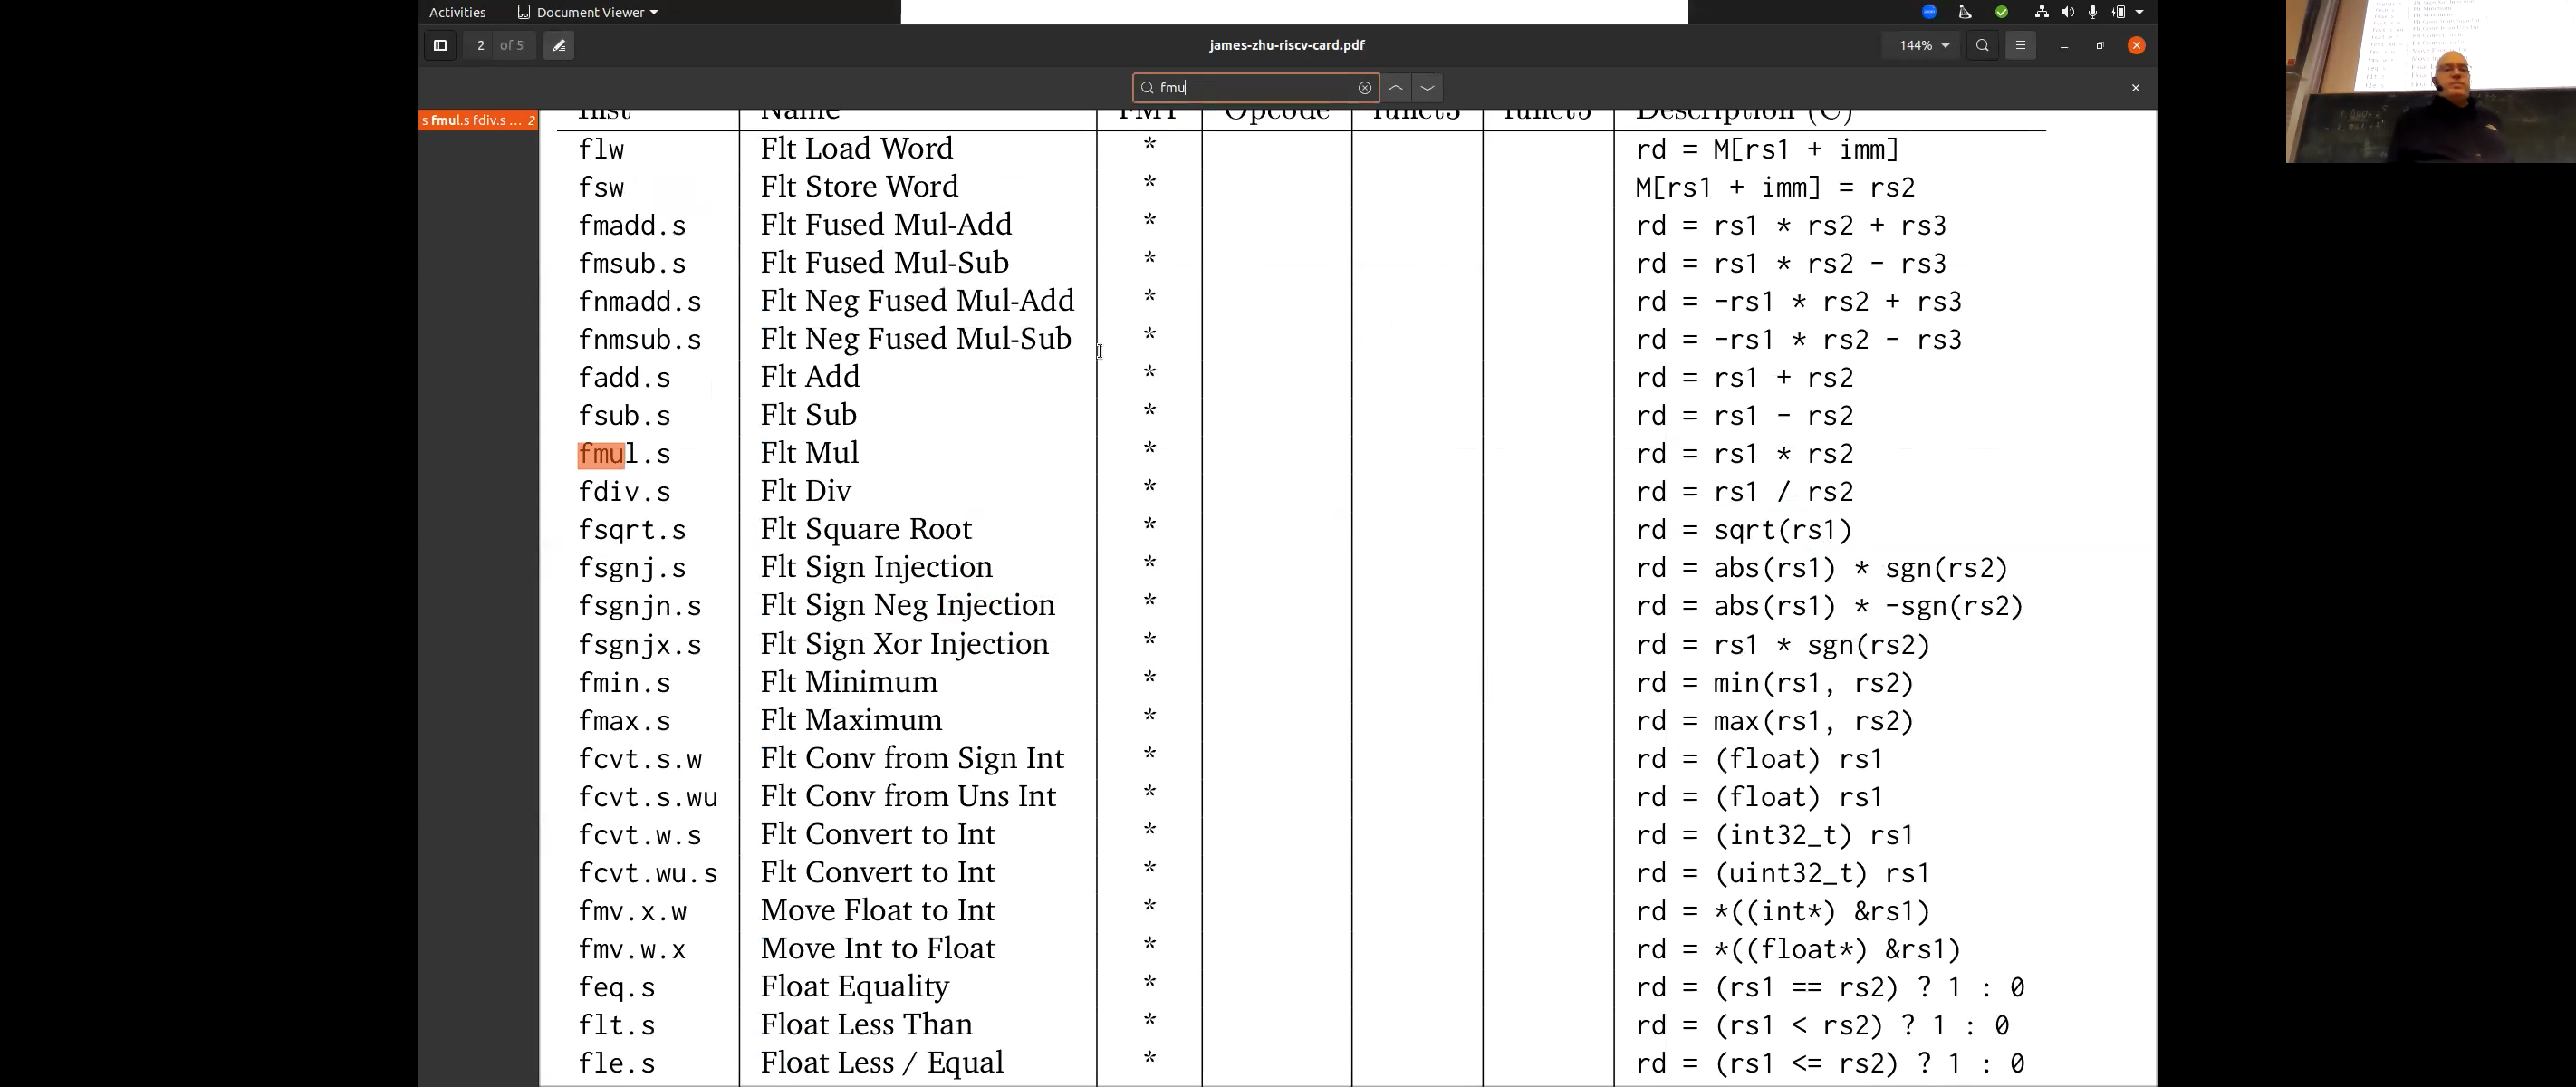 Activities Document Viewer
2 of 5 james-zhu-riscv-card.pdf 144%
fmu
s fmul.s fdiv.s ... 2
Inst Name FMT Opcode funct3 funct5 Description (C)
flw Flt Load Word * rd = M[rs1 + imm]
fsw Flt Store Word * M[rs1 + imm] = rs2
fmadd.s Flt Fused Mul-Add * rd = rs1 * rs2 + rs3
fmsub.s Flt Fused Mul-Sub * rd = rs1 * rs2 - rs3
fnmadd.s Flt Neg Fused Mul-Add * rd = -rs1 * rs2 + rs3
fnmsub.s Flt Neg Fused Mul-Sub * rd = -rs1 * rs2 - rs3
fadd.s Flt Add * rd = rs1 + rs2
fsub.s Flt Sub * rd = rs1 - rs2
fmul.s Flt Mul * rd = rs1 * rs2
fdiv.s Flt Div * rd = rs1 / rs2
fsqrt.s Flt Square Root * rd = sqrt(rs1)
fsgnj.s Flt Sign Injection * rd = abs(rs1) * sgn(rs2)
fsgnjn.s Flt Sign Neg Injection * rd = abs(rs1) * -sgn(rs2)
fsgnjx.s Flt Sign Xor Injection * rd = rs1 * sgn(rs2)
fmin.s Flt Minimum * rd = min(rs1, rs2)
fmax.s Flt Maximum * rd = max(rs1, rs2)
fcvt.s.w Flt Conv from Sign Int * rd = (float) rs1
fcvt.s.wu Flt Conv from Uns Int * rd = (float) rs1
fcvt.w.s Flt Convert to Int * rd = (int32_t) rs1
fcvt.wu.s Flt Convert to Int * rd = (uint32_t) rs1
fmv.x.w Move Float to Int * rd = *((int*) &rs1)
fmv.w.x Move Int to Float * rd = *((float*) &rs1)
feq.s Float Equality * rd = (rs1 == rs2) ? 1 : 0
flt.s Float Less Than * rd = (rs1 < rs2) ? 1 : 0
fle.s Float Less / Equal * rd = (rs1 <= rs2) ? 1 : 0